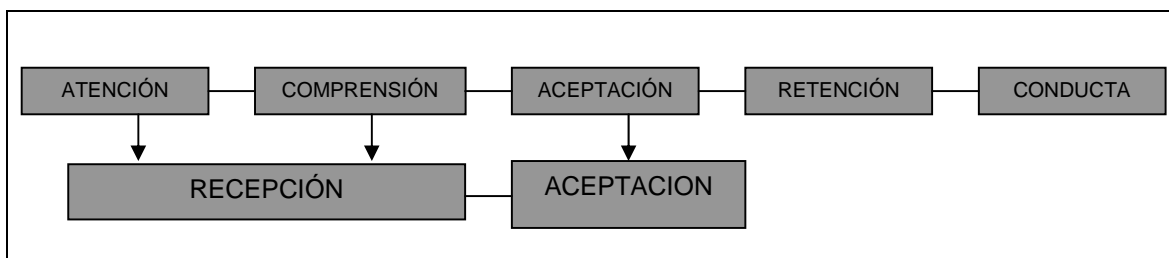 ATENCIÓN COMPRENSIÓN ACEPTACIÓN RETENCIÓN CONDUCTA
RECEPCIÓN ACEPTACION